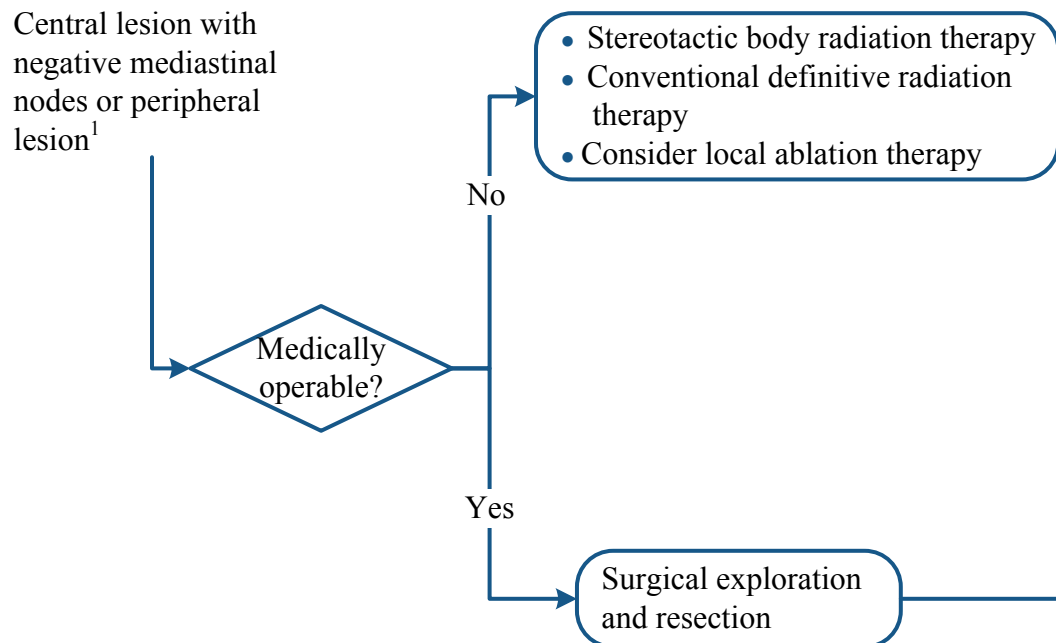 Central lesion with
negative mediastinal
nodes or peripheral
lesion¹
• Stereotactic body radiation therapy
• Conventional definitive radiation
therapy
• Consider local ablation therapy
No
Medically
operable?
Yes
Surgical exploration
and resection